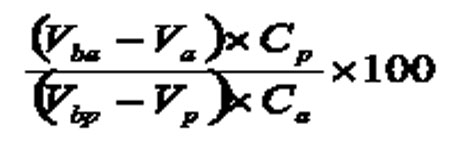 (V_ba − V_a) × C_p
(V_bp − V_p) × C_a × 100